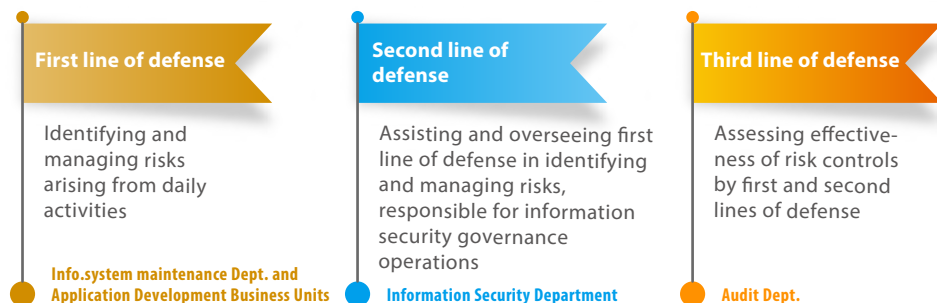 First line of defense
Identifying and
managing risks
arising from daily
activities
Info.system maintenance Dept. and
Application Development Business Units
Second line of
defense
Assisting and overseeing first
line of defense in identifying
and managing risks,
responsible for information
security governance
operations
Information Security Department
Third line of defense
Assessing effective-
ness of risk controls
by first and second
lines of defense
Audit Dept.